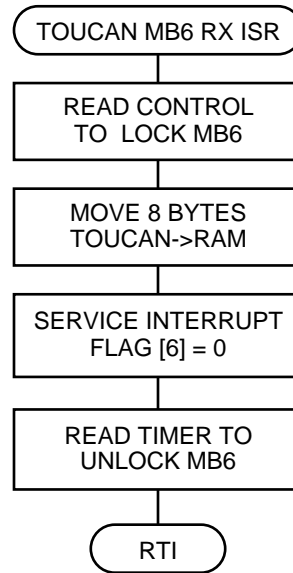 TOUCAN MB6 RX ISR
READ CONTROL
TO LOCK MB6
MOVE 8 BYTES
TOUCAN->RAM
SERVICE INTERRUPT
FLAG [6] = 0
READ TIMER TO
UNLOCK MB6
RTI